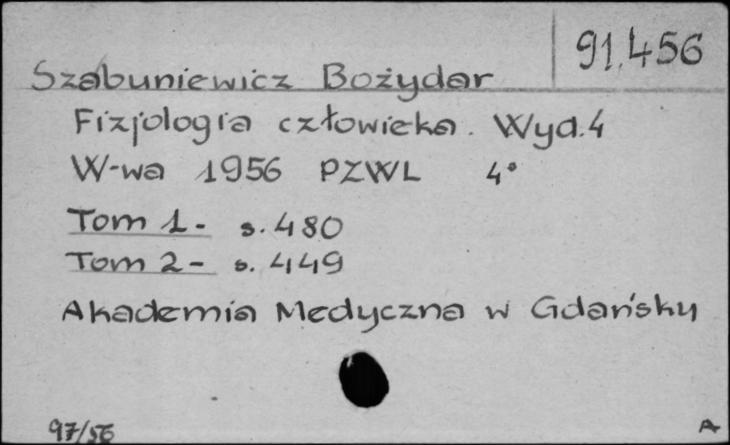 91.456
Szabuniewicz Bożydar
Fizjologia człowieka. Wyd. 4
W-wa 1956 PZWL 4°
Tom 1 - s. 480
Tom 2 - s. 449
Akademia Medyczna w Gdańsku
97/56
A